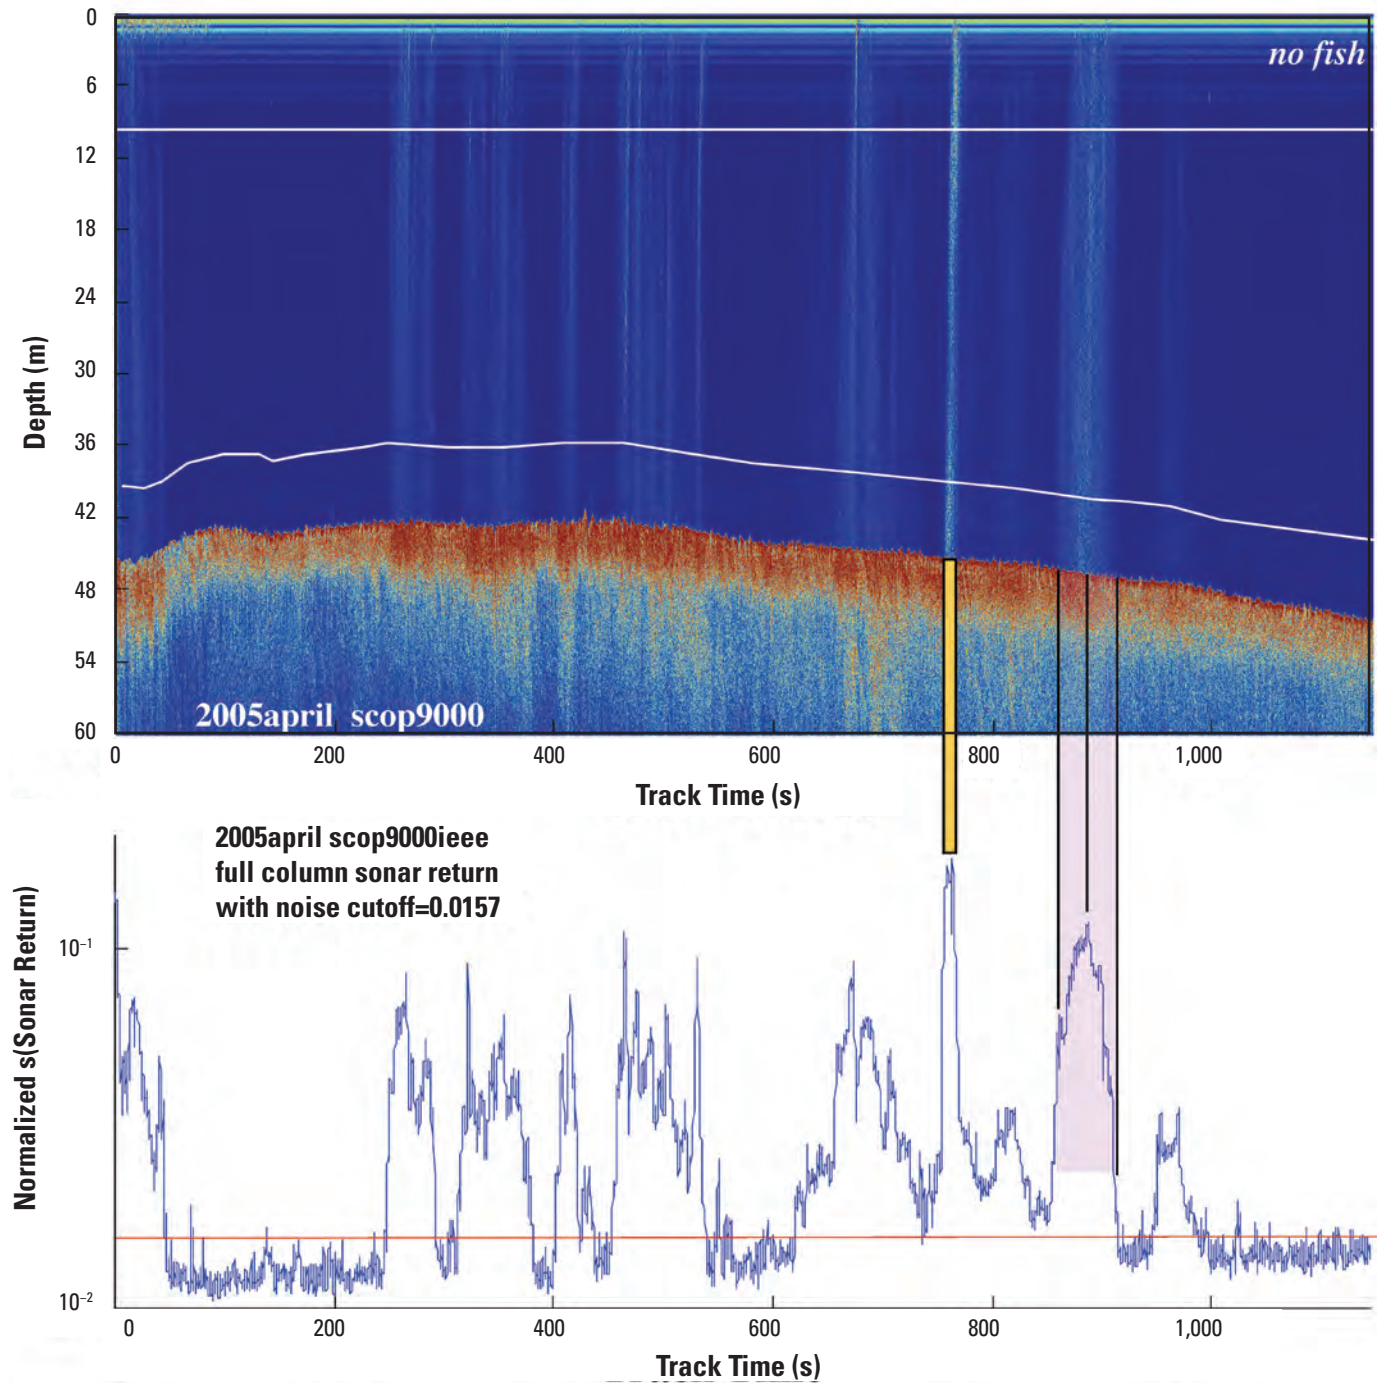 0
6
12
18
24
30
36
42
48
54
60
Depth (m)
no fish
2005april scop9000
0 200 400 600 800 1,000
Track Time (s)
2005april scop9000ieee
full column sonar return
with noise cutoff=0.0157
Normalized s(Sonar Return)
10⁻¹
10⁻²
0 200 400 600 800 1,000
Track Time (s)